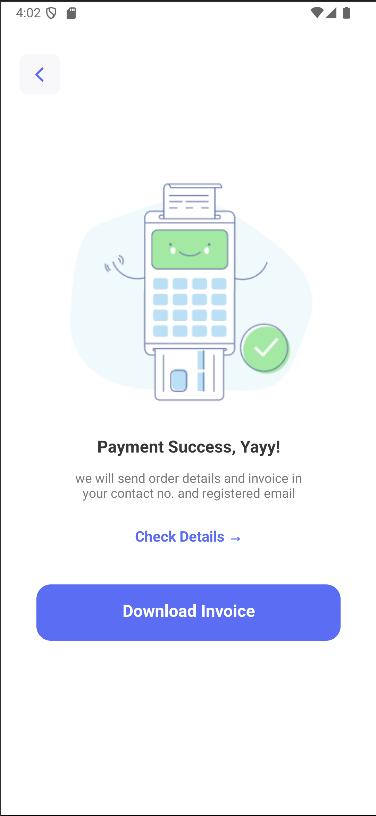 4:02
Payment Success, Yayy!
we will send order details and invoice in
your contact no. and registered email
Check Details →
Download Invoice